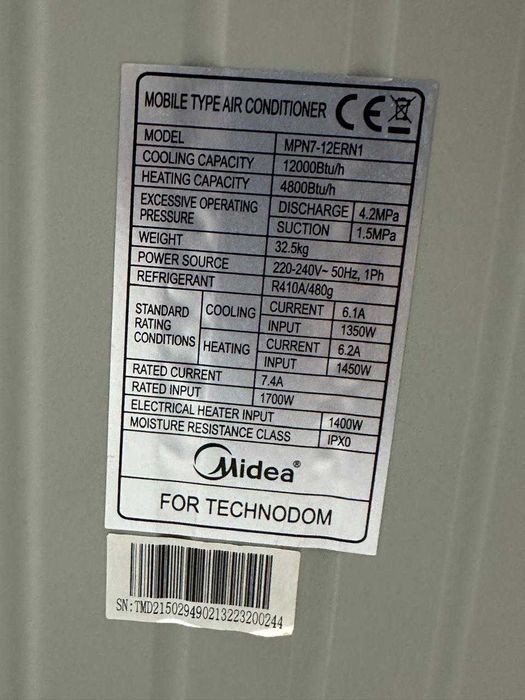 MOBILE TYPE AIR CONDITIONER CE
MODEL MPN7-12ERN1
COOLING CAPACITY 12000Btu/h
HEATING CAPACITY 4800Btu/h
EXCESSIVE OPERATING PRESSURE DISCHARGE 4.2MPa
SUCTION 1.5MPa
WEIGHT 32.5kg
POWER SOURCE 220-240V~ 50Hz, 1Ph
REFRIGERANT R410A/480g
STANDARD RATING CONDITIONS COOLING CURRENT 6.1A
INPUT 1350W
HEATING CURRENT 6.2A
INPUT 1450W
RATED CURRENT 7.4A
RATED INPUT 1700W
ELECTRICAL HEATER INPUT 1400W
MOISTURE RESISTANCE CLASS IPX0
Midea®
FOR TECHNODOM
SN:TMD215029490213223200244